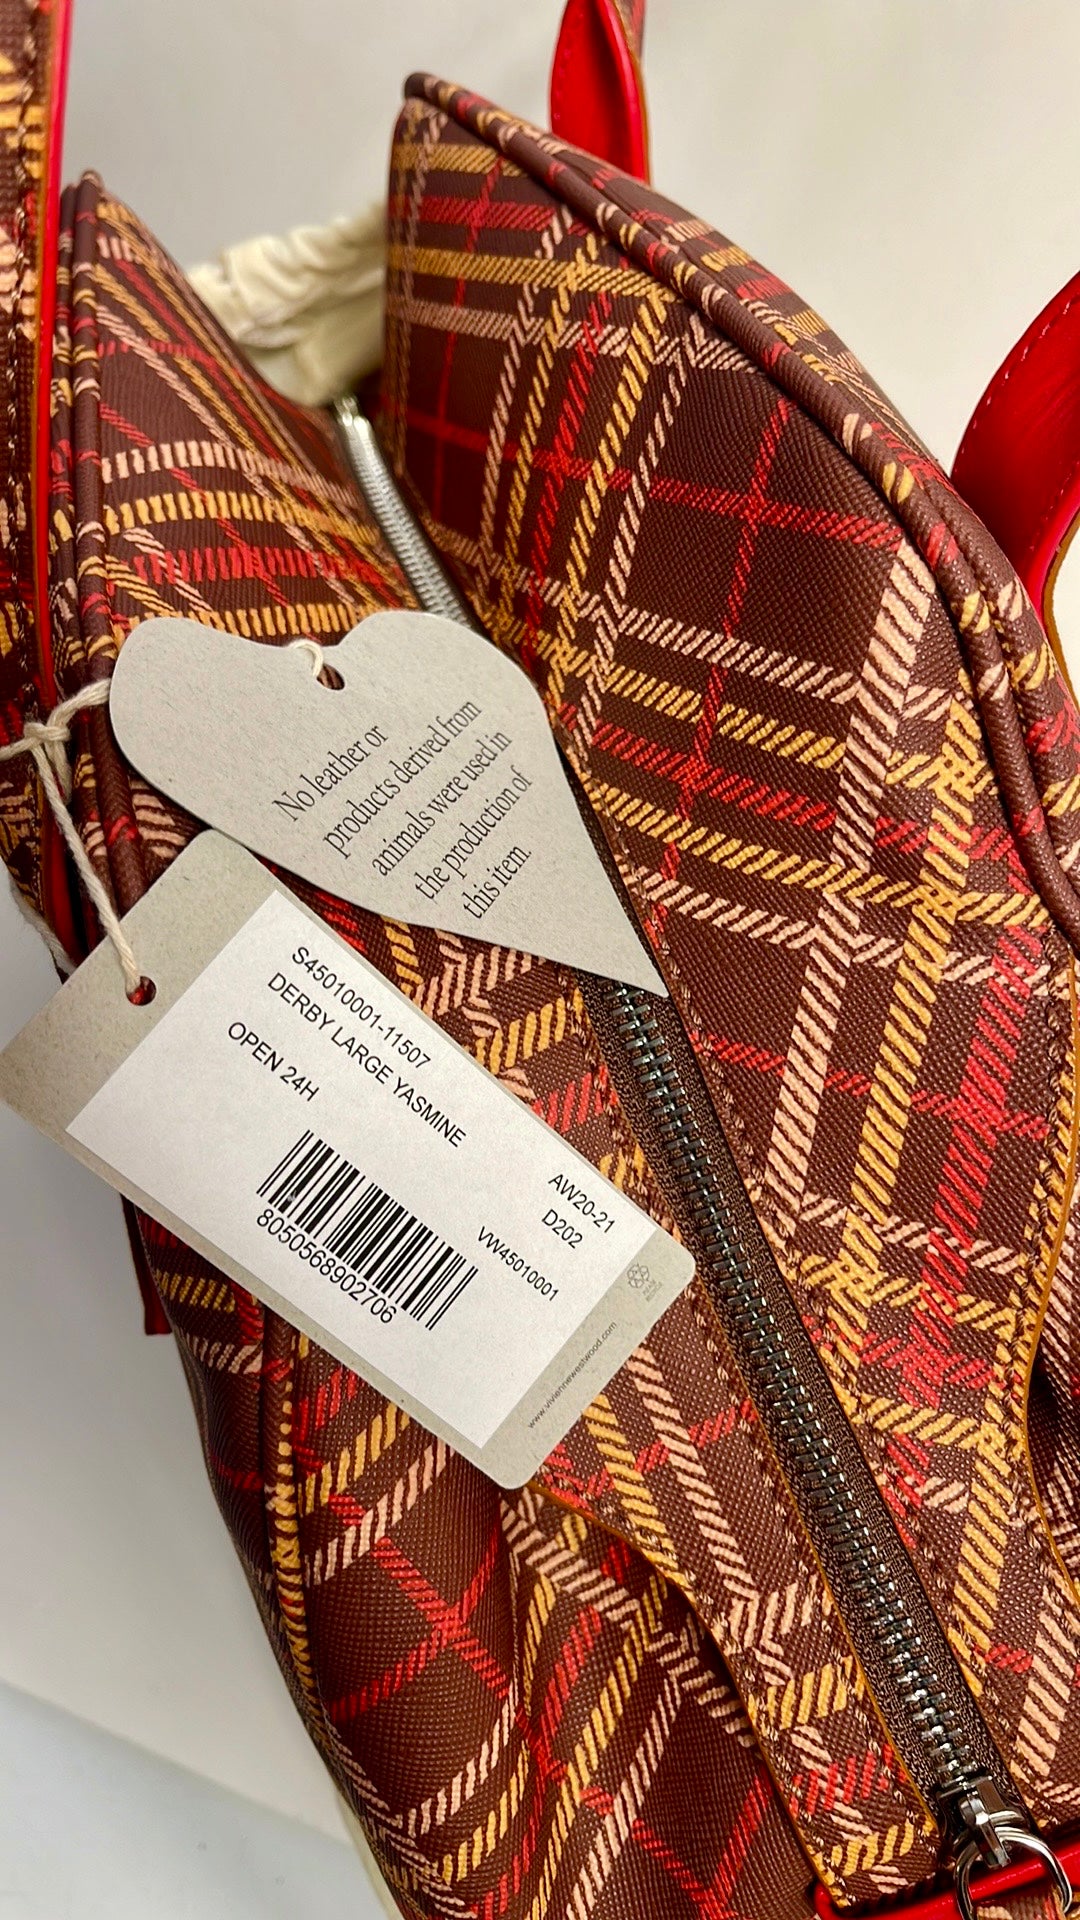 No leather or
products derived from
animals were used in
the production of
this item.
S45010001-11507
DERBY LARGE YASMINE
OPEN 24H
AW20-21
D202
8050568902706
VW45010001
www.viviennewestwood.com